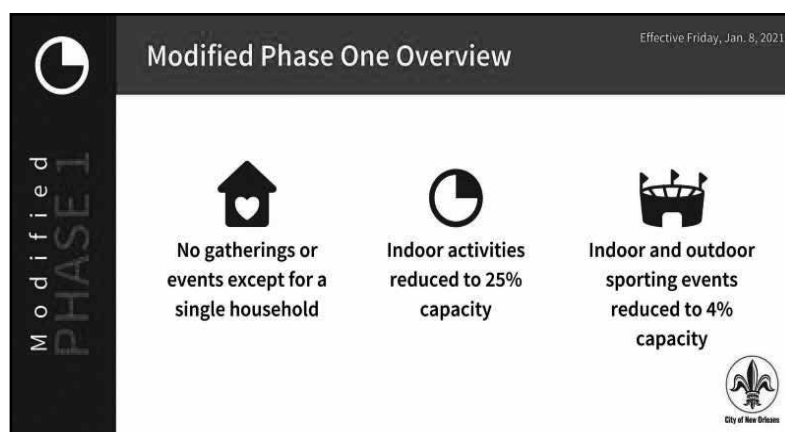 Effective Friday, Jan. 8, 2021
Modified Phase One Overview
Modified
PHASE 1
No gatherings or
events except for a
single household
Indoor activities
reduced to 25%
capacity
Indoor and outdoor
sporting events
reduced to 4%
capacity
City of New Orleans